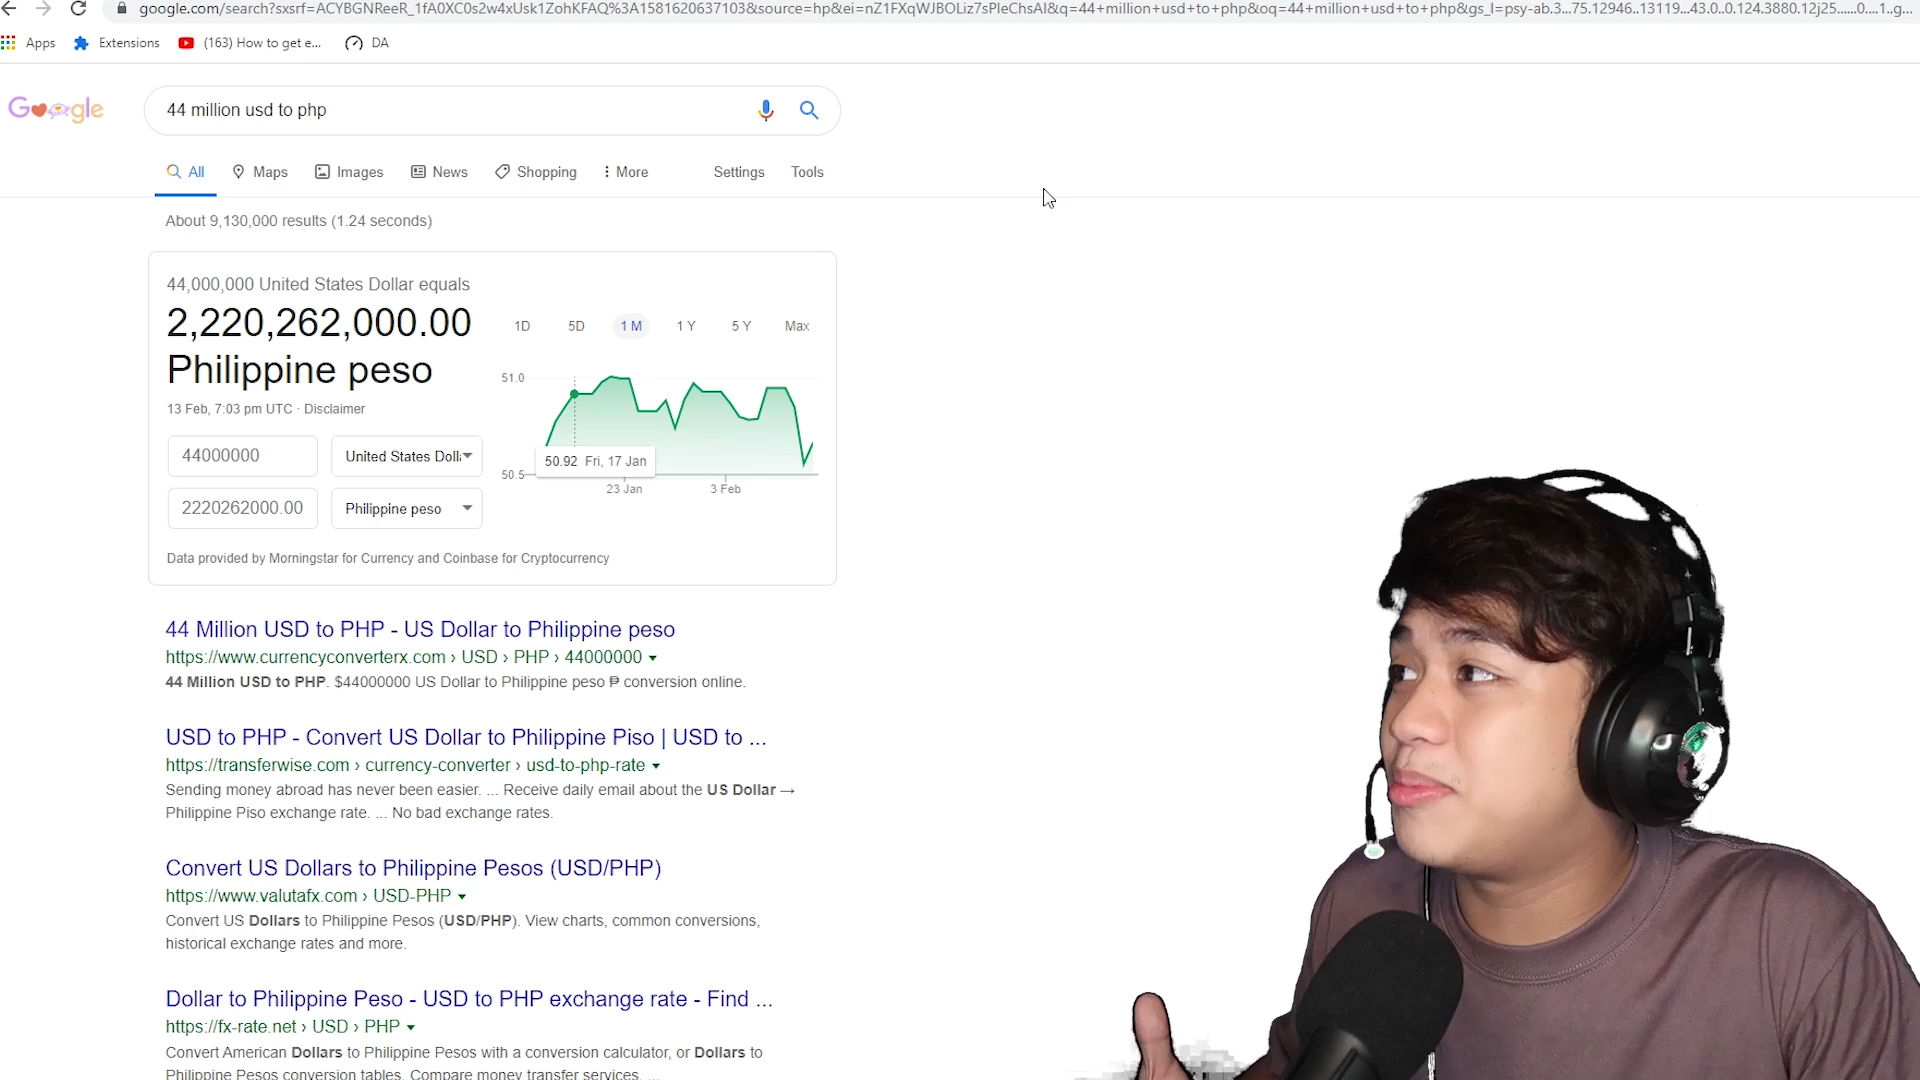 google.com/search?sxsrf=ACYBGNReeR_1fA0XC0s2w4xUsk1ZohKFAQ%3A1581620637103&source=hp&ei=nZ1FXqWJBOLiz7sPleChsAI&q=44+million+usd+to+php&oq=44+million+usd+to+php&gs_l=psy-ab.3...75.12946..13119...43.0..0.124.3880.12j25......0....1..g...
Apps Extensions (163) How to get e... DA
Google
44 million usd to php
All Maps Images News Shopping More Settings Tools
About 9,130,000 results (1.24 seconds)
44,000,000 United States Dollar equals
2,220,262,000.00
Philippine peso
13 Feb, 7:03 pm UTC · Disclaimer
44000000 United States Doll
2220262000.00 Philippine peso
1D 5D 1M 1Y 5Y Max
51.0
50.92 Fri, 17 Jan
50.5
23 Jan 3 Feb
Data provided by Morningstar for Currency and Coinbase for Cryptocurrency
44 Million USD to PHP - US Dollar to Philippine peso
https://www.currencyconverterx.com › USD › PHP › 44000000
44 Million USD to PHP. $44000000 US Dollar to Philippine peso ₱ conversion online.
USD to PHP - Convert US Dollar to Philippine Piso | USD to ...
https://transferwise.com › currency-converter › usd-to-php-rate
Sending money abroad has never been easier. ... Receive daily email about the US Dollar →
Philippine Piso exchange rate. ... No bad exchange rates.
Convert US Dollars to Philippine Pesos (USD/PHP)
https://www.valutafx.com › USD-PHP
Convert US Dollars to Philippine Pesos (USD/PHP). View charts, common conversions,
historical exchange rates and more.
Dollar to Philippine Peso - USD to PHP exchange rate - Find ...
https://fx-rate.net › USD › PHP
Convert American Dollars to Philippine Pesos with a conversion calculator, or Dollars to
Philippine Pesos conversion tables. Compare money transfer services. ...